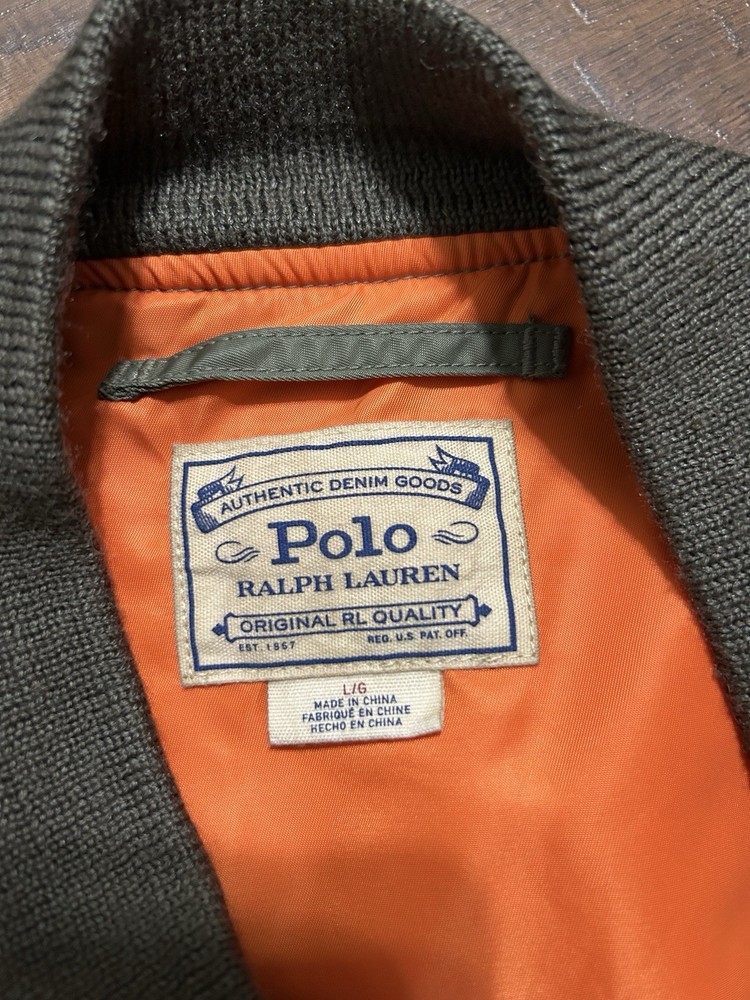 AUTHENTIC DENIM GOODS
Polo
RALPH LAUREN
ORIGINAL RL QUALITY
EST. 1967 REG. U.S. PAT. OFF.
L/G
MADE IN CHINA
FABRIQUÉ EN CHINE
HECHO EN CHINA